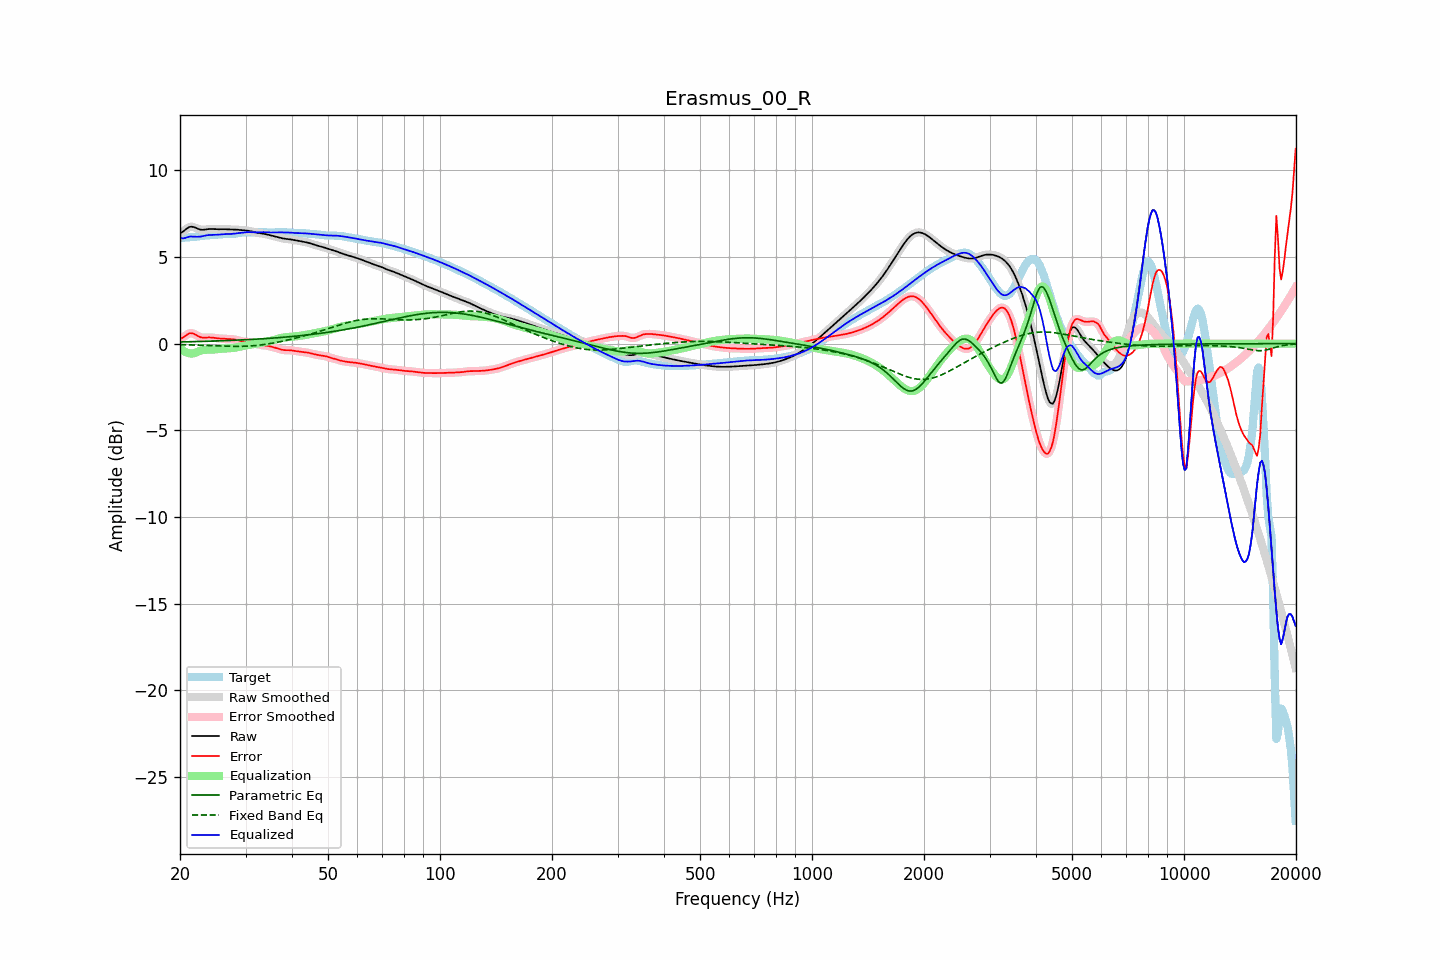 Erasmus_00_R
10
5
0
−5
−10
−15
−20
−25
Amplitude (dBr)
Target
Raw Smoothed
Error Smoothed
Raw
Error
Equalization
Parametric Eq
Fixed Band Eq
Equalized
20 50 100 200 500 1000 2000 5000 10000 20000
Frequency (Hz)